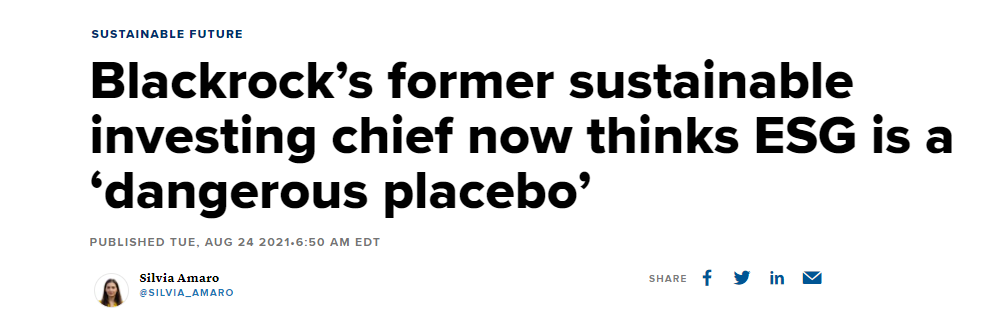 SUSTAINABLE FUTURE
Blackrock’s former sustainable
investing chief now thinks ESG is a
‘dangerous placebo’
PUBLISHED TUE, AUG 24 2021•6:50 AM EDT
Silvia Amaro
@SILVIA_AMARO
SHARE